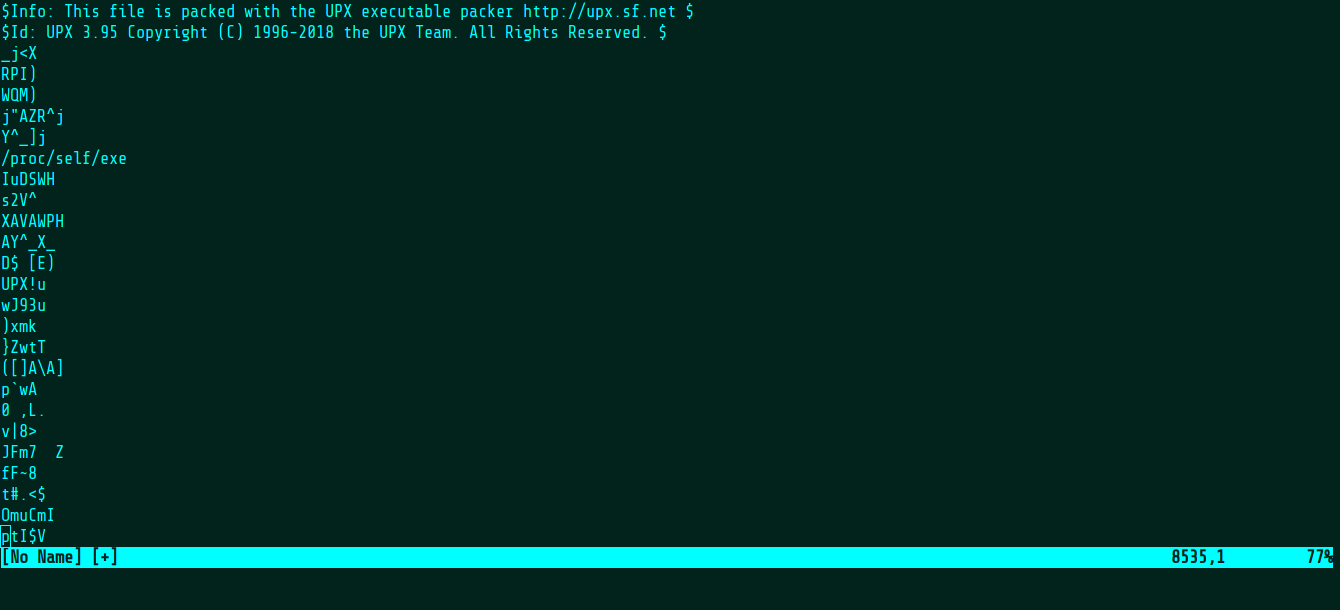 $Info: This file is packed with the UPX executable packer http://upx.sf.net $
$Id: UPX 3.95 Copyright (C) 1996-2018 the UPX Team. All Rights Reserved. $
_j<X
RPI)
WQM)
j"AZR^j
Y^_]j
/proc/self/exe
IuDSWH
s2V^
XAVAWPH
AY^_X_
D$ [E)
UPX!u
wJ93u
)xmk
}ZwtT
([]A\A]
p`wA
0 ,L.
v|8>
JFm7  Z
fF~8
t#.<$
OmuCmI
ptI$V
[No Name] [+] 8535,1 77%